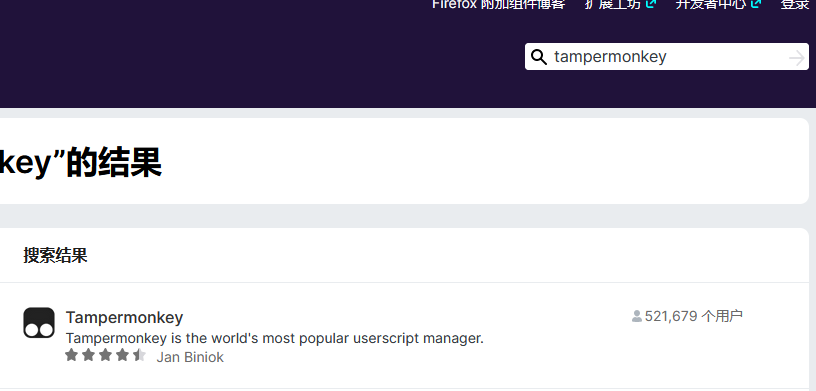 Firefox 附加组件博客 扩展工坊 开发者中心 登录
tampermonkey
key”的结果
搜索结果
Tampermonkey 521,679 个用户
Tampermonkey is the world's most popular userscript manager.
Jan Biniok